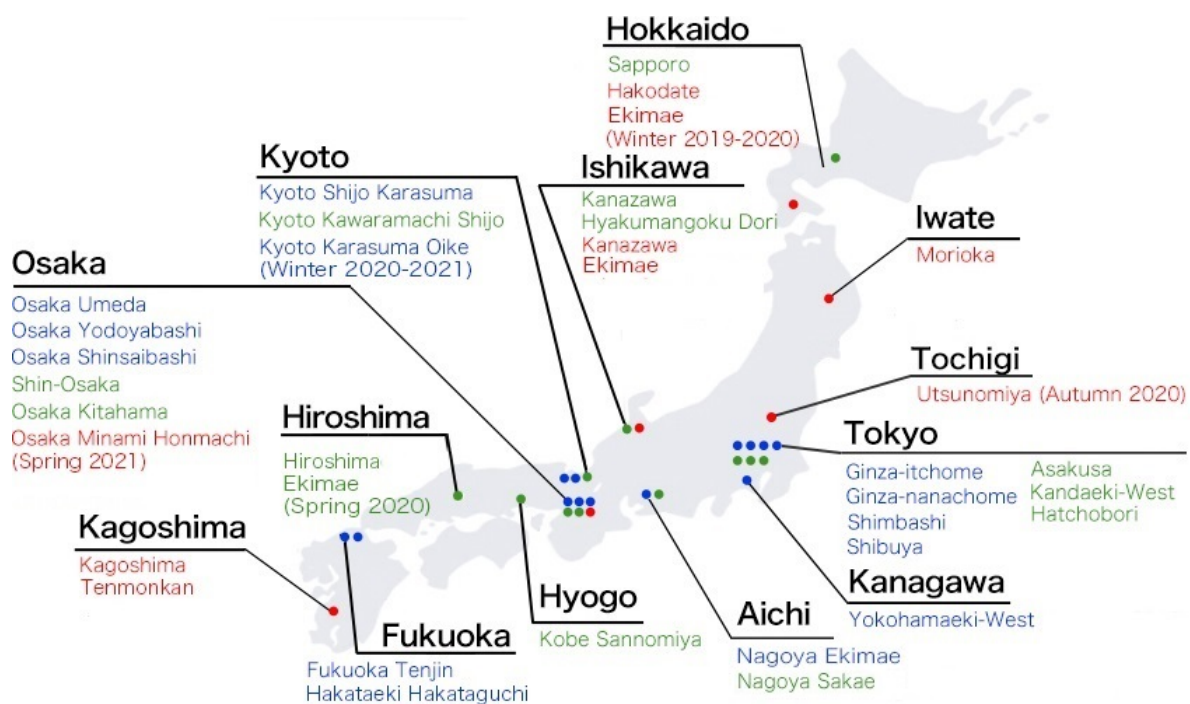 Hokkaido
Sapporo
Hakodate
Ekimae
(Winter 2019-2020)
Kyoto
Kyoto Shijo Karasuma
Kyoto Kawaramachi Shijo
Kyoto Karasuma Oike
(Winter 2020-2021)
Ishikawa
Kanazawa
Hyakumangoku Dori
Kanazawa
Ekimae
Iwate
Morioka
Osaka
Osaka Umeda
Osaka Yodoyabashi
Osaka Shinsaibashi
Shin-Osaka
Osaka Kitahama
Osaka Minami Honmachi
(Spring 2021)
Tochigi
Utsunomiya (Autumn 2020)
Hiroshima
Hiroshima
Ekimae
(Spring 2020)
Tokyo
Ginza-itchome
Ginza-nanachome
Shimbashi
Shibuya
Asakusa
Kandaeki-West
Hatchobori
Kagoshima
Kagoshima
Tenmonkan
Kanagawa
Yokohamaeki-West
Hyogo
Kobe Sannomiya
Aichi
Nagoya Ekimae
Nagoya Sakae
Fukuoka
Fukuoka Tenjin
Hakataeki Hakataguchi